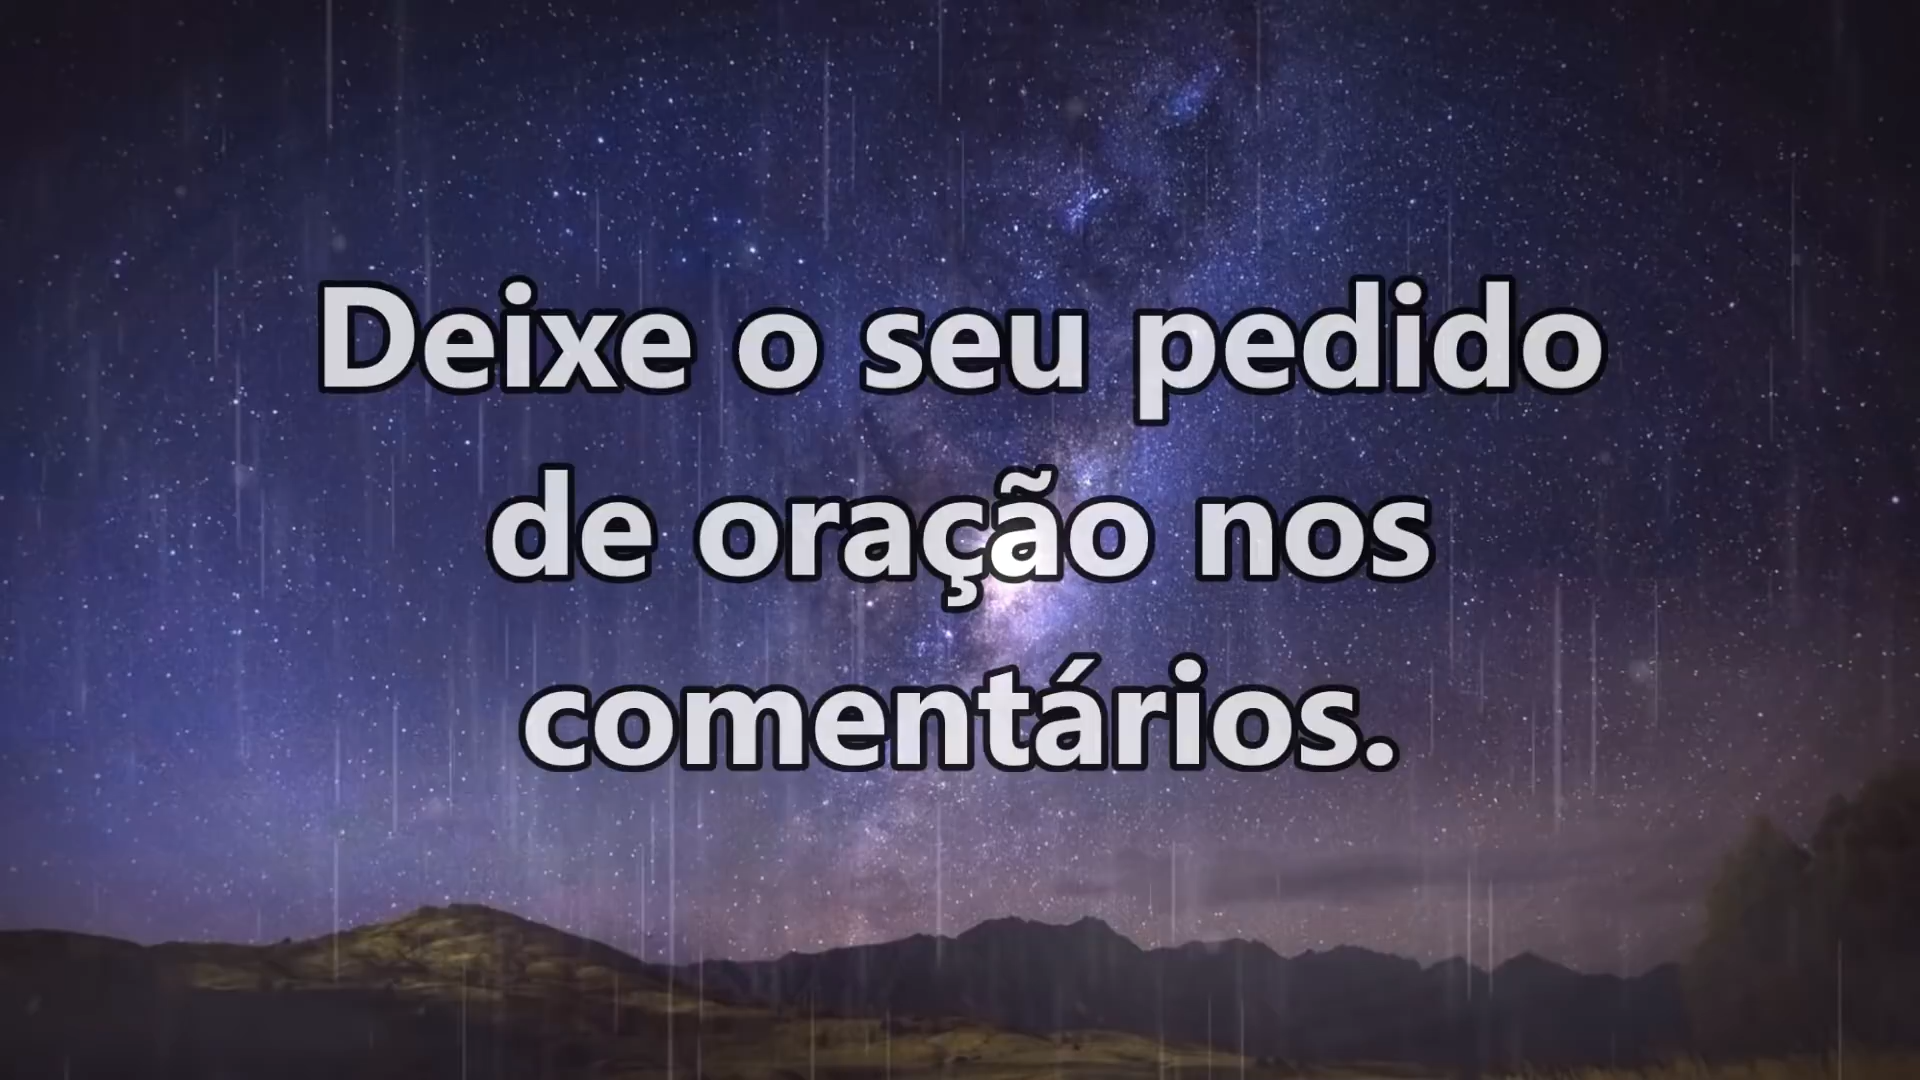 Deixe o seu pedido
de oração nos
comentários.